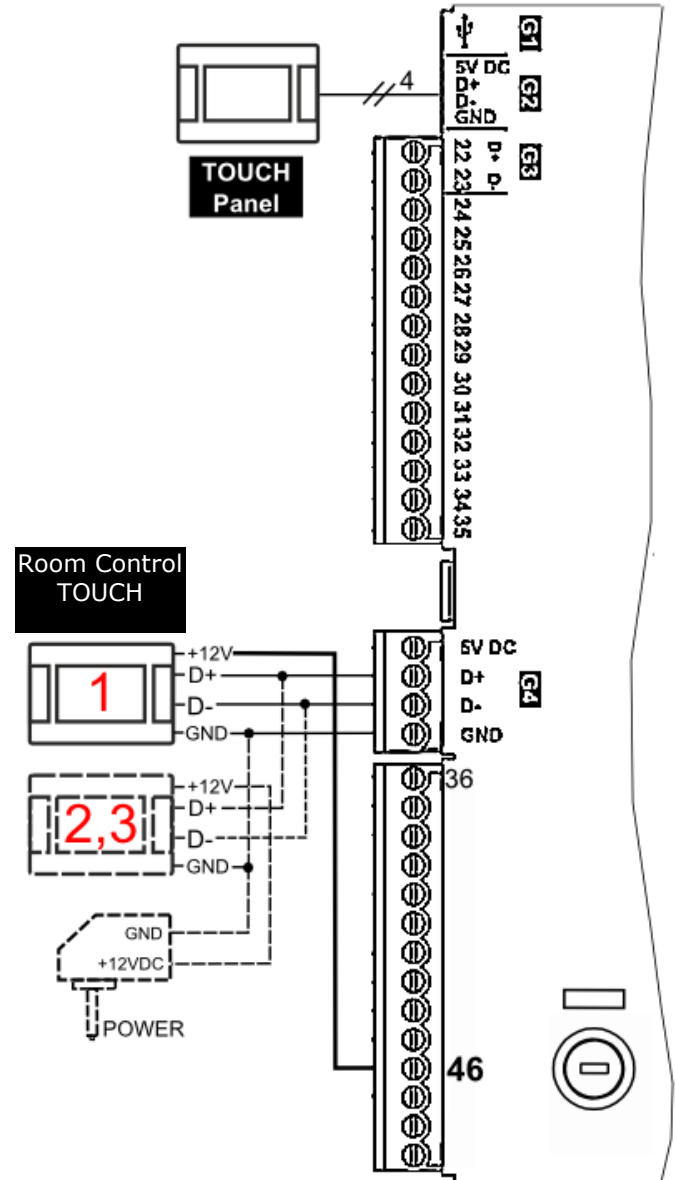 G1
5V DC
D+
D-
GND
G2
4
TOUCH
Panel
22 D+
23 D-
G3
24
25
26
27
28
29
30
31
32
33
34
35
Room Control
TOUCH
+12V
D+
D-
GND
1
5V DC
D+
D-
GND
G4
+12V
D+
D-
GND
2,3
36
GND
+12VDC
POWER
46